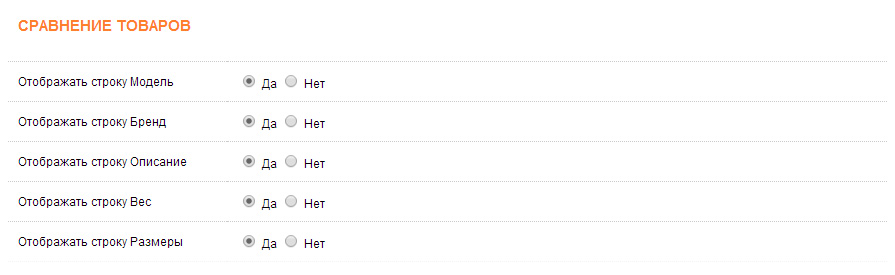 СРАВНЕНИЕ ТОВАРОВ
Отображать строку Модель Да Нет
Отображать строку Бренд Да Нет
Отображать строку Описание Да Нет
Отображать строку Вес Да Нет
Отображать строку Размеры Да Нет